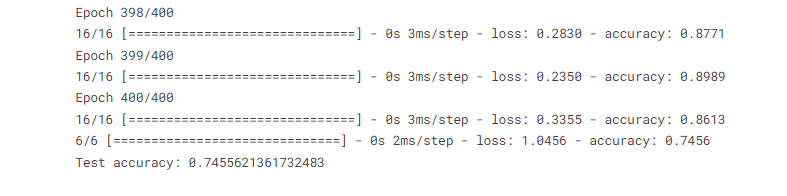 Epoch 398/400
16/16 [==============================] - 0s 3ms/step - loss: 0.2830 - accuracy: 0.8771
Epoch 399/400
16/16 [==============================] - 0s 3ms/step - loss: 0.2350 - accuracy: 0.8989
Epoch 400/400
16/16 [==============================] - 0s 3ms/step - loss: 0.3355 - accuracy: 0.8613
6/6 [==============================] - 0s 2ms/step - loss: 1.0456 - accuracy: 0.7456
Test accuracy: 0.7455621361732483